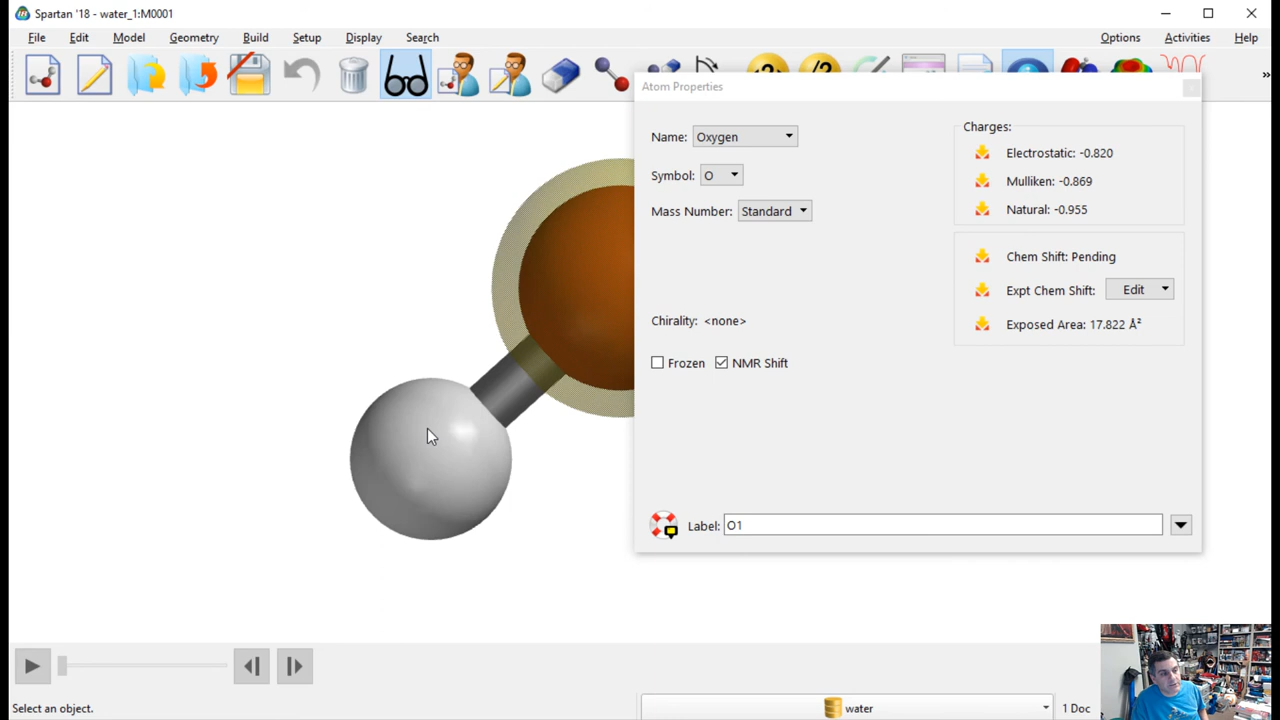 Spartan '18 - water_1:M0001
File Edit Model Geometry Build Setup Display Search Options Activities Help
»
Atom Properties
Name: Oxygen
Symbol: O
Mass Number: Standard
Chirality: <none>
Frozen NMR Shift
Charges:
Electrostatic: -0.820
Mulliken: -0.869
Natural: -0.955
Chem Shift: Pending
Expt Chem Shift: Edit
Exposed Area: 17.822 Å²
Label: O1
Select an object.
water
1 Doc